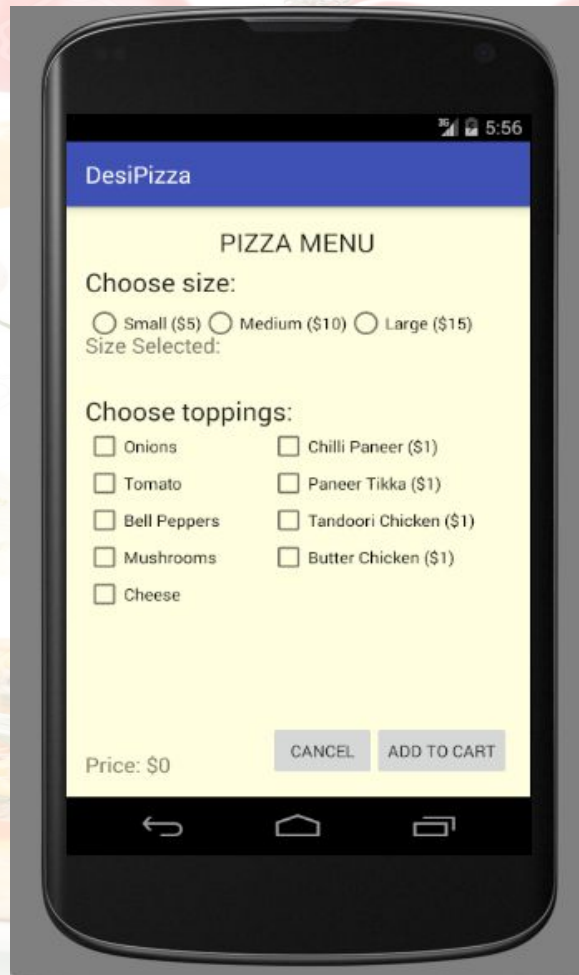 3G 5:56
DesiPizza
PIZZA MENU
Choose size:
Small ($5) Medium ($10) Large ($15)
Size Selected:
Choose toppings:
Onions Chilli Paneer ($1)
Tomato Paneer Tikka ($1)
Bell Peppers Tandoori Chicken ($1)
Mushrooms Butter Chicken ($1)
Cheese
Price: $0 CANCEL ADD TO CART